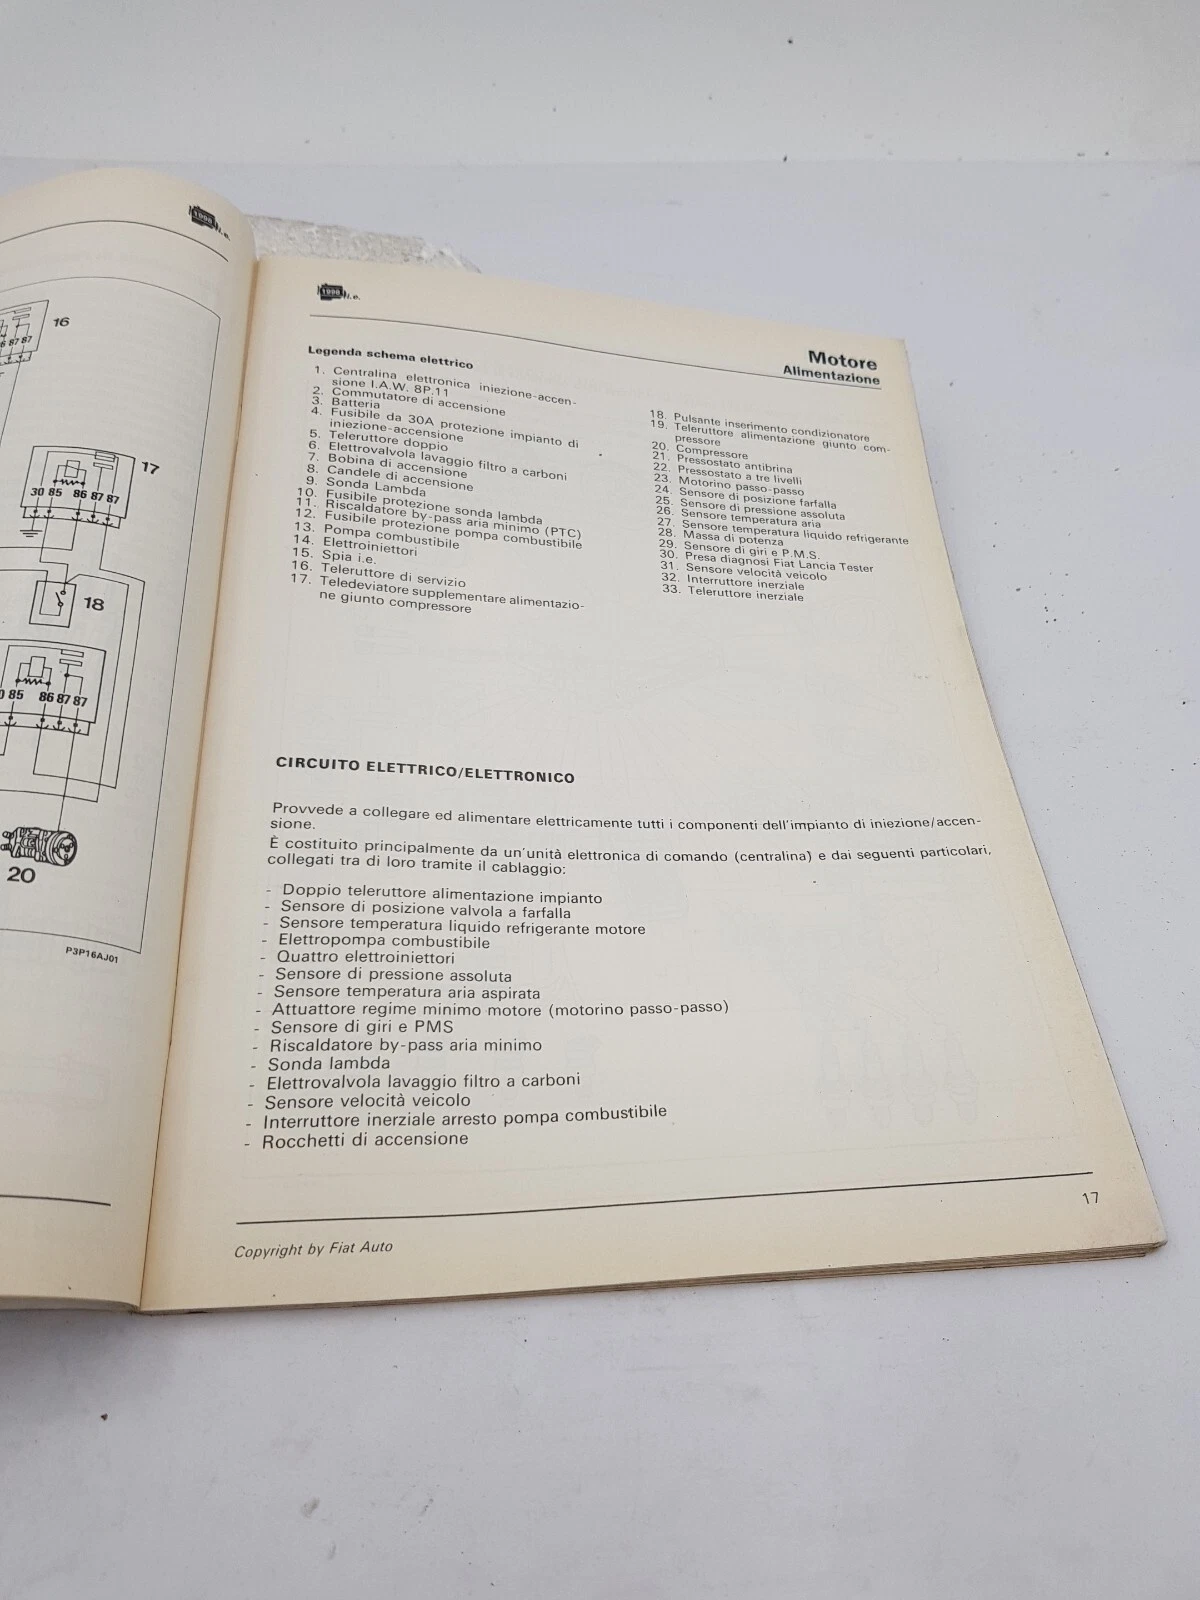 1998 i.e.
16
6 87 87
17
30 85 86 87 87
18
0 85 86 87 87
20
P3P16AJ01
1998 i.e.
Motore
Alimentazione
Legenda schema elettrico
1. Centralina elettronica iniezione-accen-
sione I.A.W. 8P.11
2. Commutatore di accensione
3. Batteria
4. Fusibile da 30A protezione impianto di
iniezione-accensione
5. Teleruttore doppio
6. Elettrovalvola lavaggio filtro a carboni
7. Bobina di accensione
8. Candele di accensione
9. Sonda Lambda
10. Fusibile protezione sonda lambda
11. Riscaldatore by-pass aria minimo (PTC)
12. Fusibile protezione pompa combustibile
13. Pompa combustibile
14. Elettroiniettori
15. Spia i.e.
16. Teleruttore di servizio
17. Teledeviatore supplementare alimentazio-
ne giunto compressore
18. Pulsante inserimento condizionatore
19. Teleruttore alimentazione giunto com-
pressore
20. Compressore
21. Pressostato antibrina
22. Pressostato a tre livelli
23. Motorino passo-passo
24. Sensore di posizione farfalla
25. Sensore di pressione assoluta
26. Sensore temperatura aria
27. Sensore temperatura liquido refrigerante
28. Massa di potenza
29. Sensore di giri e P.M.S.
30. Presa diagnosi Fiat Lancia Tester
31. Sensore velocità veicolo
32. Interruttore inerziale
33. Teleruttore inerziale
CIRCUITO ELETTRICO/ELETTRONICO
Provvede a collegare ed alimentare elettricamente tutti i componenti dell'impianto di iniezione/accen-
sione.
È costituito principalmente da un'unità elettronica di comando (centralina) e dai seguenti particolari,
collegati tra di loro tramite il cablaggio:
- Doppio teleruttore alimentazione impianto
- Sensore di posizione valvola a farfalla
- Sensore temperatura liquido refrigerante motore
- Elettropompa combustibile
- Quattro elettroiniettori
- Sensore di pressione assoluta
- Sensore temperatura aria aspirata
- Attuattore regime minimo motore (motorino passo-passo)
- Sensore di giri e PMS
- Riscaldatore by-pass aria minimo
- Sonda lambda
- Elettrovalvola lavaggio filtro a carboni
- Sensore velocità veicolo
- Interruttore inerziale arresto pompa combustibile
- Rocchetti di accensione
17
Copyright by Fiat Auto